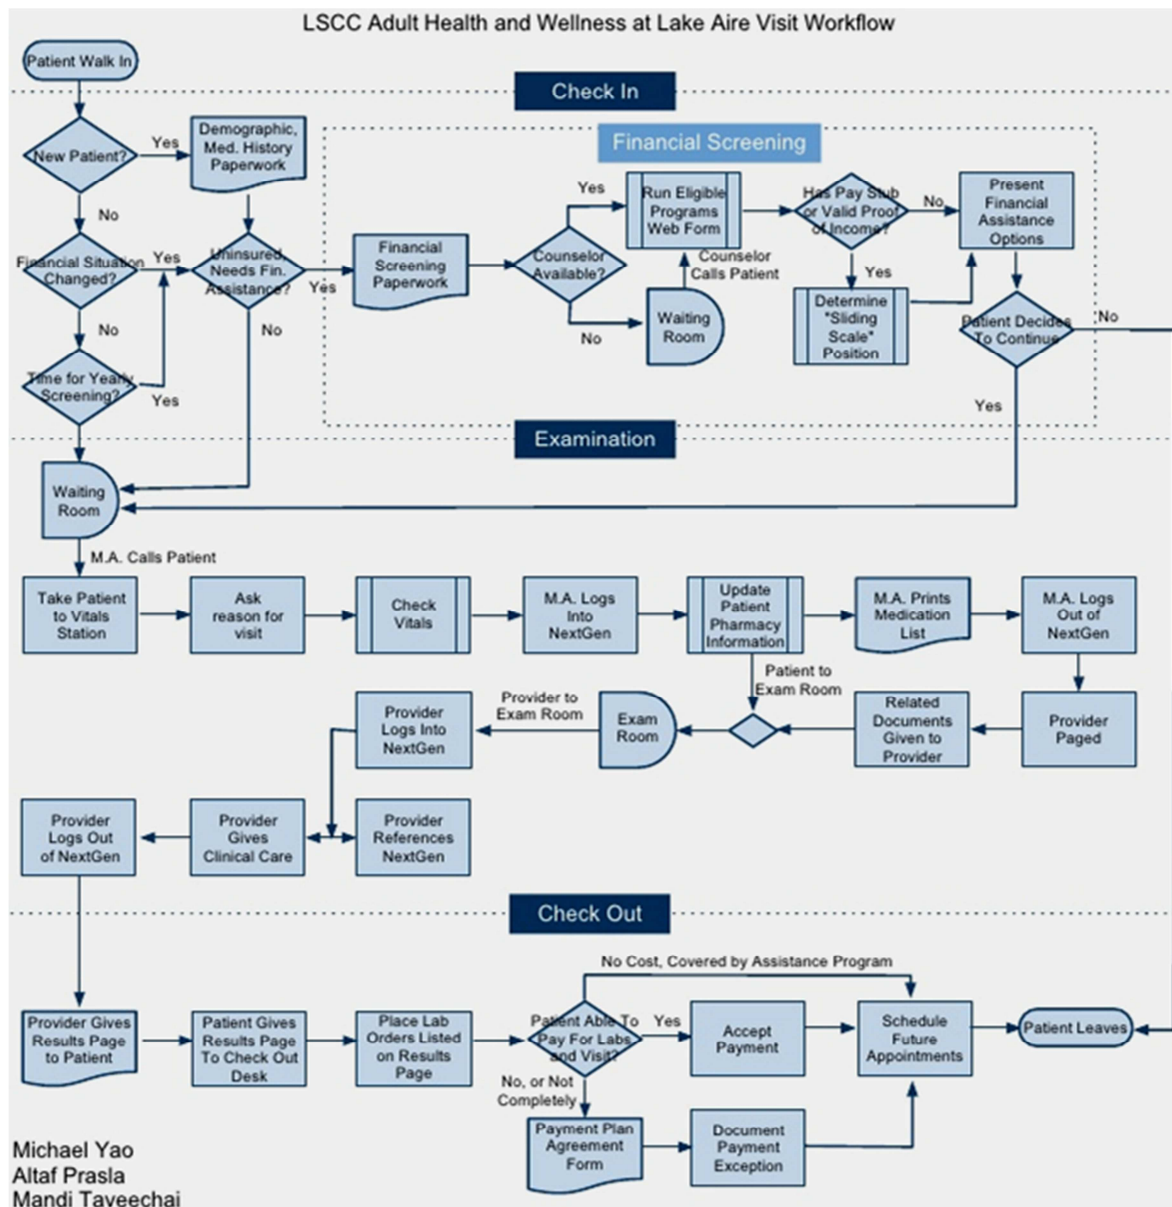 LSCC Adult Health and Wellness at Lake Aire Visit Workflow
Patient Walk In
Check In
New Patient?
Yes
Demographic,
Med. History
Paperwork
No
Financial Situation
Changed?
Yes
Uninsured,
Needs Fin.
Assistance?
Yes
No
No
Time for Yearly
Screening?
Yes
Financial Screening
Financial
Screening
Paperwork
Counselor
Available?
Yes
No
Run Eligible
Programs
Web Form
Counselor
Calls Patient
Waiting
Room
Has Pay Stub
or Valid Proof
of Income?
No
Yes
Determine
"Sliding
Scale"
Position
Present
Financial
Assistance
Options
Patient Decides
To Continue
No
Yes
Examination
Waiting
Room
M.A. Calls Patient
Take Patient
to Vitals
Station
Ask
reason for
visit
Check
Vitals
M.A. Logs
Into
NextGen
Update
Patient
Pharmacy
Information
M.A. Prints
Medication
List
M.A. Logs
Out of
NextGen
Patient to
Exam Room
Provider
Paged
Related
Documents
Given to
Provider
Exam
Room
Provider to
Exam Room
Provider
Logs Into
NextGen
Provider
References
NextGen
Provider
Gives
Clinical Care
Provider
Logs Out
of NextGen
Check Out
Provider Gives
Results Page
to Patient
Patient Gives
Results Page
To Check Out
Desk
Place Lab
Orders Listed
on Results
Page
Patient Able To
Pay For Labs
and Visit?
No Cost, Covered by Assistance Program
Yes
Accept
Payment
Schedule
Future
Appointments
Patient Leaves
No, or Not
Completely
Payment Plan
Agreement
Form
Document
Payment
Exception
Michael Yao
Altaf Prasla
Mandi Taveechai